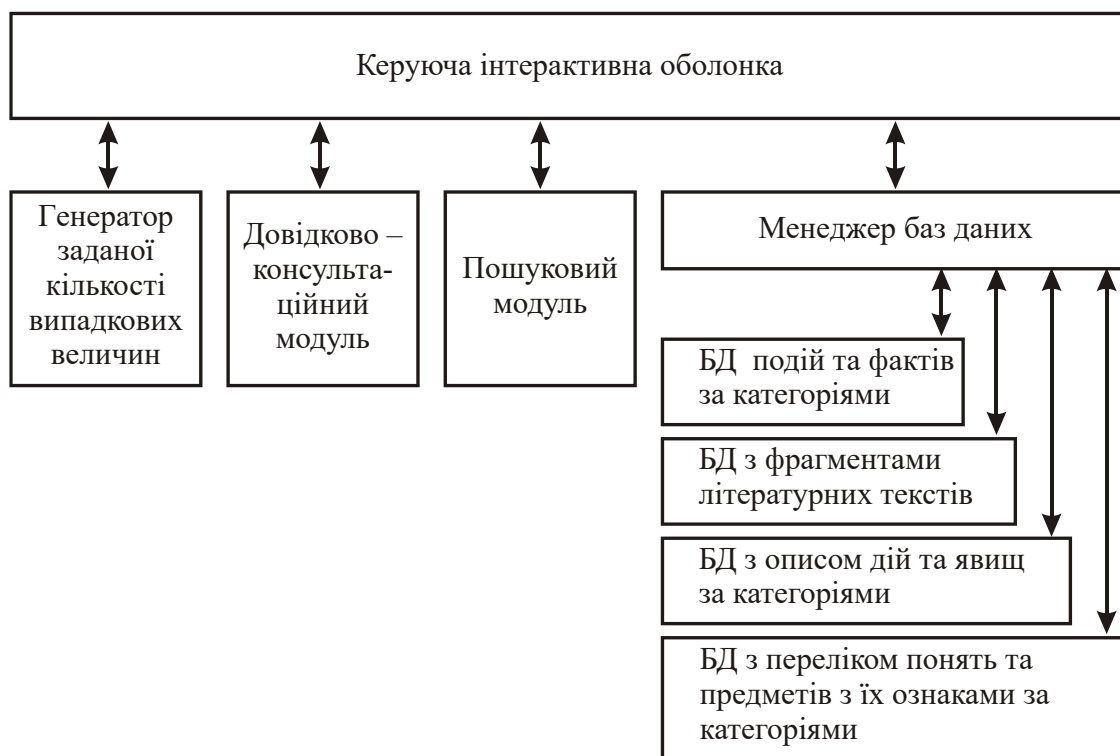 Керуюча інтерактивна оболонка
Генератор
заданої
кількості
випадкових
величин
Довідково –
консульта-
ційний
модуль
Пошуковий
модуль
Менеджер баз даних
БД подій та фактів
за категоріями
БД з фрагментами
літературних текстів
БД з описом дій та явищ
за категоріями
БД з переліком понять та
предметів з їх ознаками за
категоріями